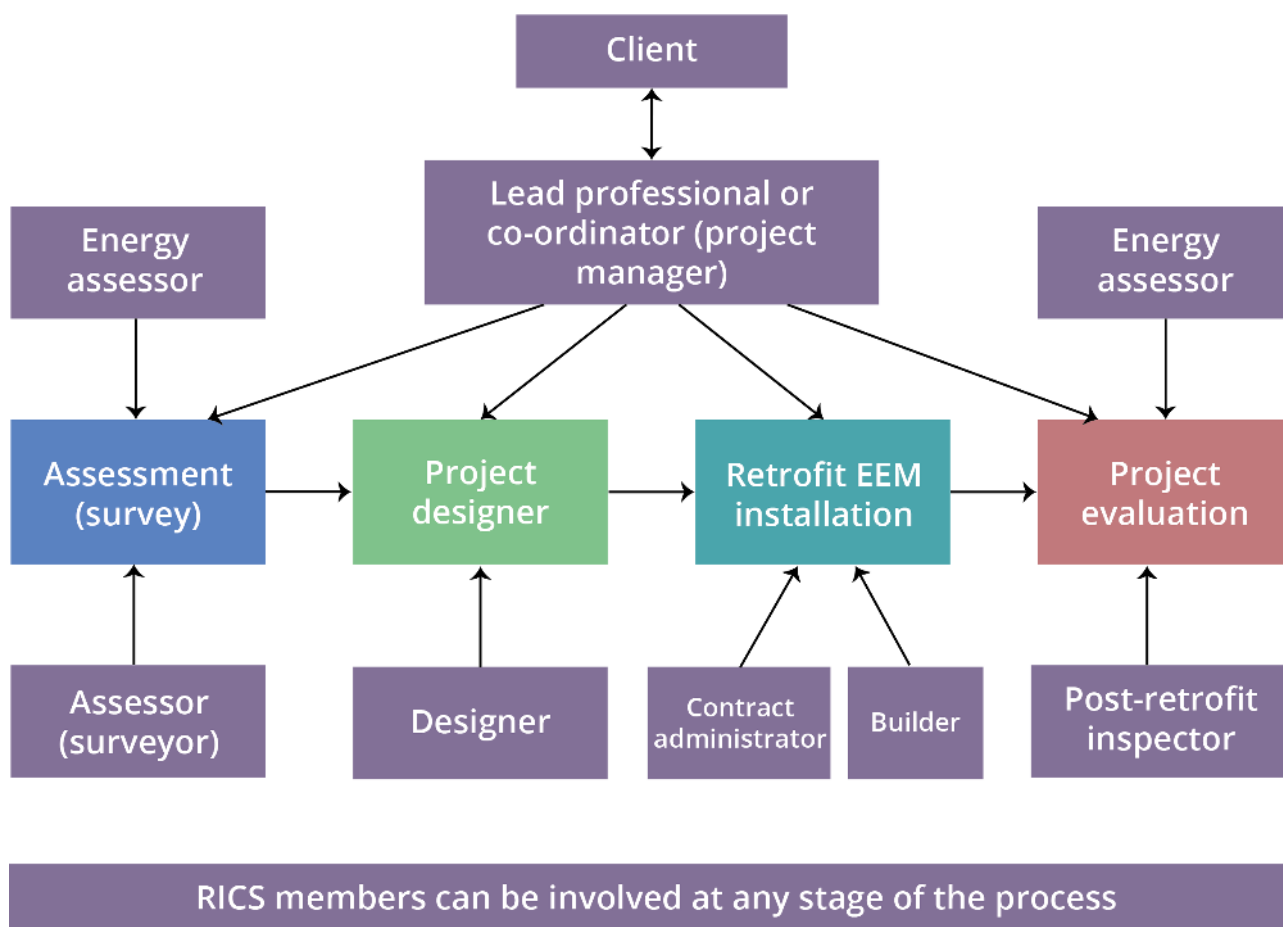 Client
Lead professional or
co-ordinator (project
manager)
Energy
assessor
Energy
assessor
Assessment
(survey)
Project
designer
Retrofit EEM
installation
Project
evaluation
Assessor
(surveyor)
Designer
Contract
administrator
Builder
Post-retrofit
inspector
RICS members can be involved at any stage of the process